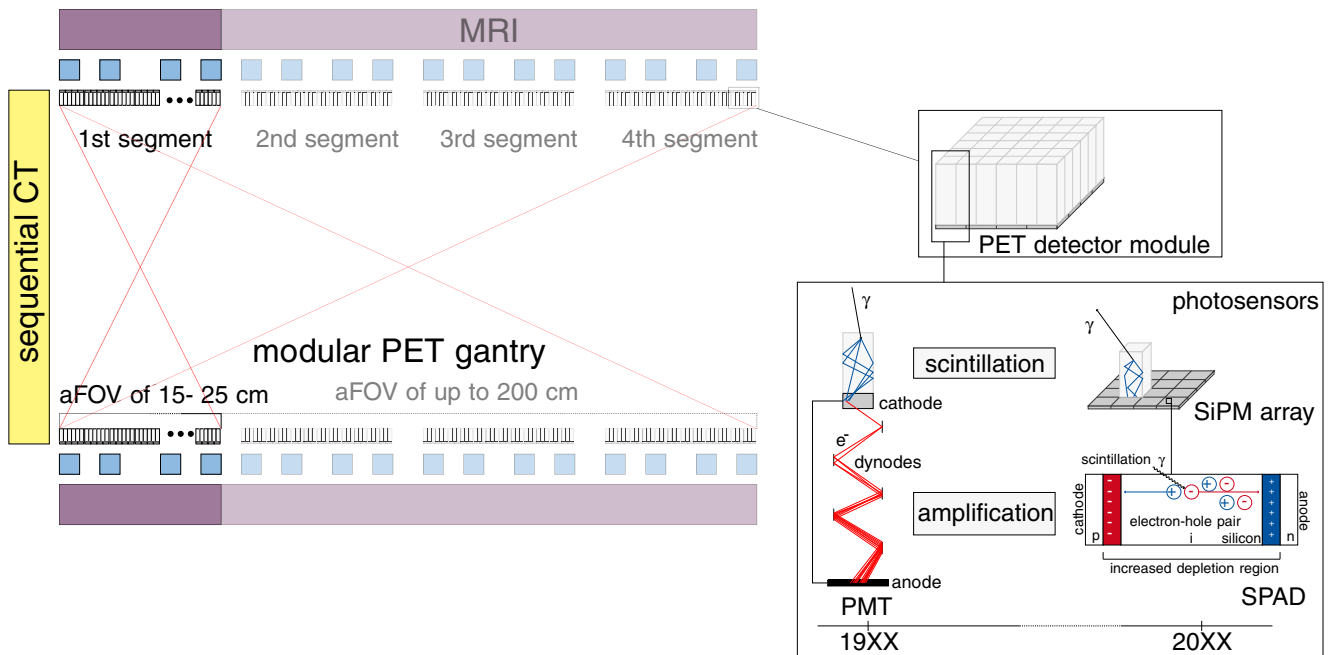 MRI
sequential CT
1st segment
2nd segment
3rd segment
4th segment
modular PET gantry
aFOV of 15- 25 cm
aFOV of up to 200 cm
PET detector module
photosensors
γ
γ
scintillation
cathode
SiPM array
e-
dynodes
scintillation γ
amplification
cathode
p
- - - - - -
+ - + - + -
electron-hole pair
i
silicon
+ + + + + +
n
anode
increased depletion region
anode
PMT
SPAD
19XX
20XX